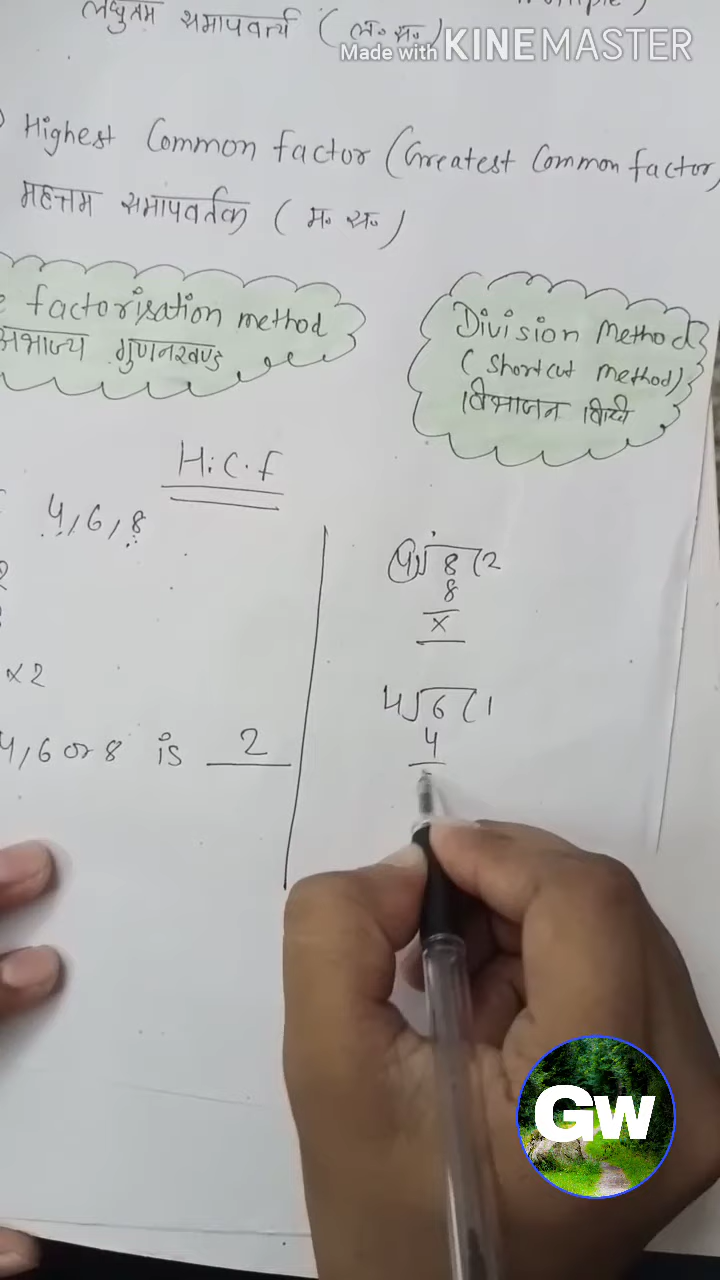 लघुतम समापवर्त्य ( ल॰ स॰ )
Made with KINEMASTER
Highest Common factor (Greatest Common factor)
महत्तम समापवर्तक ( म॰ स॰ )
e factorisation method
अभाज्य गुणनखण्ड
Division Method
( Shortcut method)
विभाजन विधि
H.C.F
4, 6, 8
4) 8 (2
8
x
x 2
4) 6 (1
4
4, 6 or 8 is 2
GW